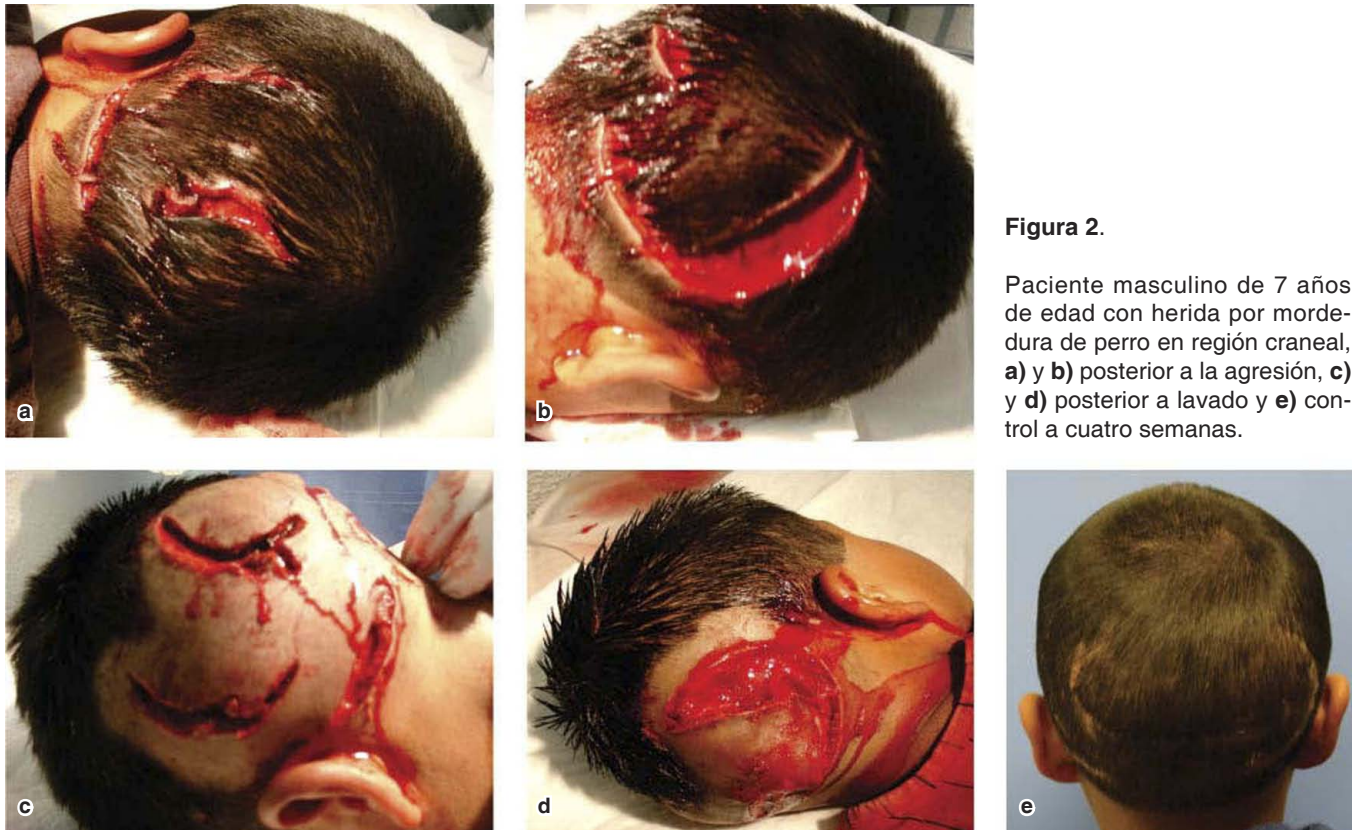 a
b
Figura 2.
Paciente masculino de 7 años
de edad con herida por morde-
dura de perro en región craneal,
a) y b) posterior a la agresión, c)
y d) posterior a lavado y e) con-
trol a cuatro semanas.
c
d
e